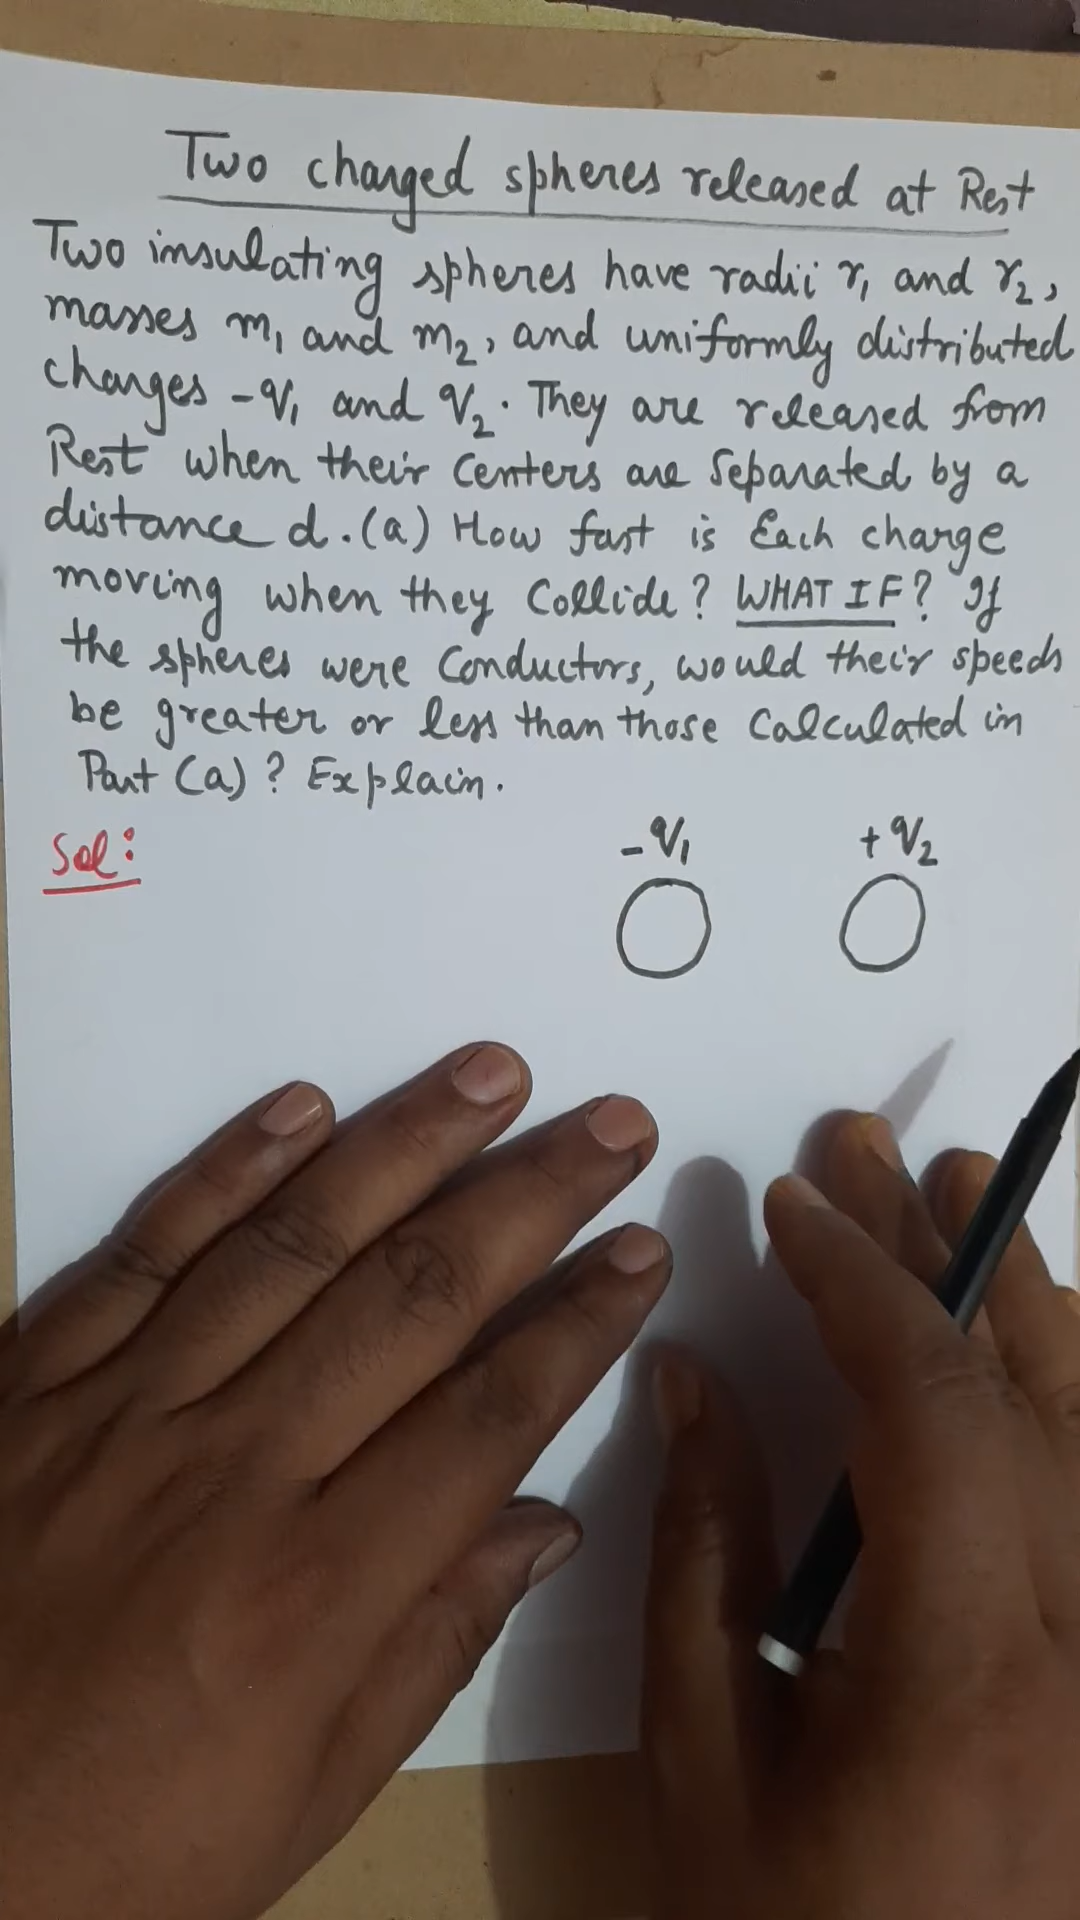 Two charged spheres released at Rest
Two insulating spheres have radii r₁ and r₂,
masses m₁ and m₂, and uniformly distributed
charges -q₁ and q₂. They are released from
Rest when their Centers are Separated by a
distance d. (a) How fast is Each charge
moving when they Collide? WHAT IF? If
the spheres were Conductors, would their speeds
be greater or less than those Calculated in
Part (a)? Explain.
Sol:
-q₁ +q₂